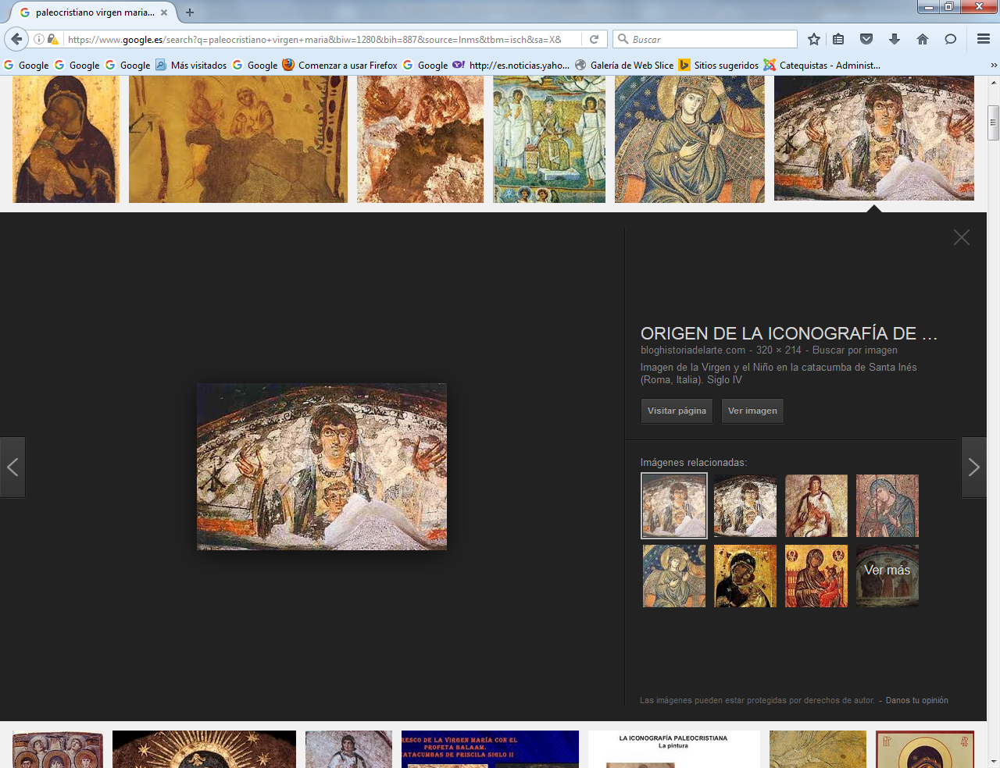 paleocristiano virgen maria...
https://www.google.es/search?q=paleocristiano+virgen+maria&biw=1280&bih=887&source=lnms&tbm=isch&sa=X&
Buscar
Google Google Google Más visitados Google Comenzar a usar Firefox Google http://es.noticias.yaho... Galería de Web Slice Sitios sugeridos Catequistas - Administ...
ORIGEN DE LA ICONOGRAFÍA DE ...
bloghistoriadelarte.com - 320 × 214 - Buscar por imagen
Imagen de la Virgen y el Niño en la catacumba de Santa Inés
(Roma, Italia). Siglo IV
Visitar página Ver imagen
Imágenes relacionadas:
Ver más
Las imágenes pueden estar protegidas por derechos de autor. - Danos tu opinión
RESCO DE LA VIRGEN MARÍA CON EL
PROFETA BALAAM.
CATACUMBAS DE PRISCILA SIGLO II
LA ICONOGRAFÍA PALEOCRISTIANA
La pintura